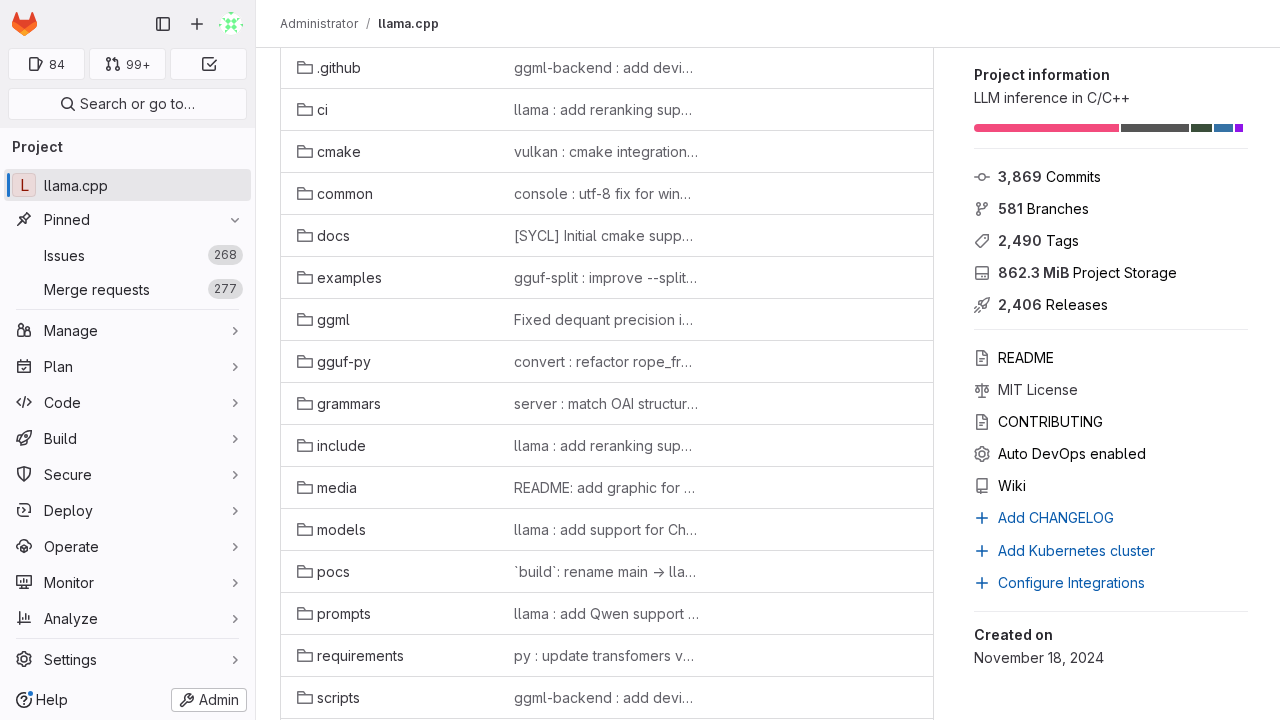 Administrator / llama.cpp
84
99+
Search or go to…
Project
L llama.cpp
Pinned
Issues 268
Merge requests 277
Manage
Plan
Code
Build
Secure
Deploy
Operate
Monitor
Analyze
Settings
Help
Admin
.github ggml-backend : add devi…
ci llama : add reranking sup…
cmake vulkan : cmake integration…
common console : utf-8 fix for win…
docs [SYCL] Initial cmake supp…
examples gguf-split : improve --split…
ggml Fixed dequant precision i…
gguf-py convert : refactor rope_fr…
grammars server : match OAI structur…
include llama : add reranking sup…
media README: add graphic for …
models llama : add support for Ch…
pocs `build`: rename main → lla…
prompts llama : add Qwen support …
requirements py : update transfomers v…
scripts ggml-backend : add devi…
Project information
LLM inference in C/C++
3,869 Commits
581 Branches
2,490 Tags
862.3 MiB Project Storage
2,406 Releases
README
MIT License
CONTRIBUTING
Auto DevOps enabled
Wiki
Add CHANGELOG
Add Kubernetes cluster
Configure Integrations
Created on
November 18, 2024